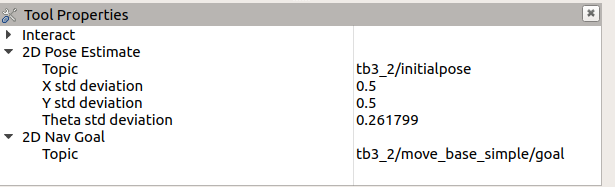 Tool Properties
Interact
2D Pose Estimate
Topic tb3_2/initialpose
X std deviation 0.5
Y std deviation 0.5
Theta std deviation 0.261799
2D Nav Goal
Topic tb3_2/move_base_simple/goal